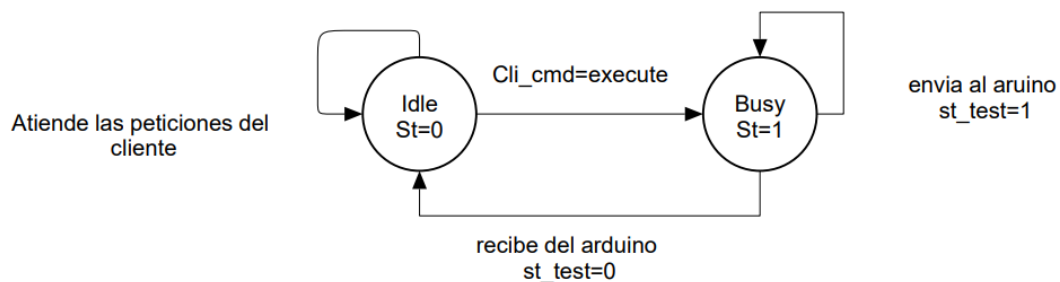 Atiende las peticiones del
cliente
Idle
St=0
Cli_cmd=execute
Busy
St=1
envia al aruino
st_test=1
recibe del arduino
st_test=0